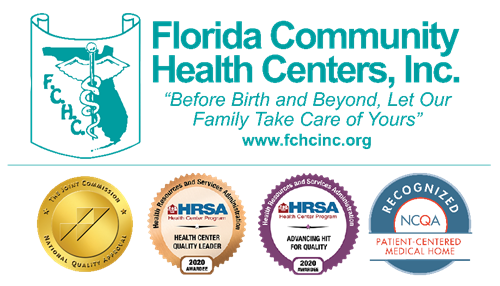 F.C.H.C.
Florida Community
Health Centers, Inc.
“Before Birth and Beyond, Let Our
Family Take Care of Yours”
www.fchcinc.org
The Joint Commission
National Quality Approval
Health Resources and Services Administration
HRSA
Health Center Program
HEALTH CENTER
QUALITY LEADER
2020
AWARDEE
Health Resources and Services Administration
HRSA
Health Center Program
ADVANCING HIT
FOR QUALITY
2020
AWARDEE
RECOGNIZED
NCQA
PATIENT-CENTERED
MEDICAL HOME